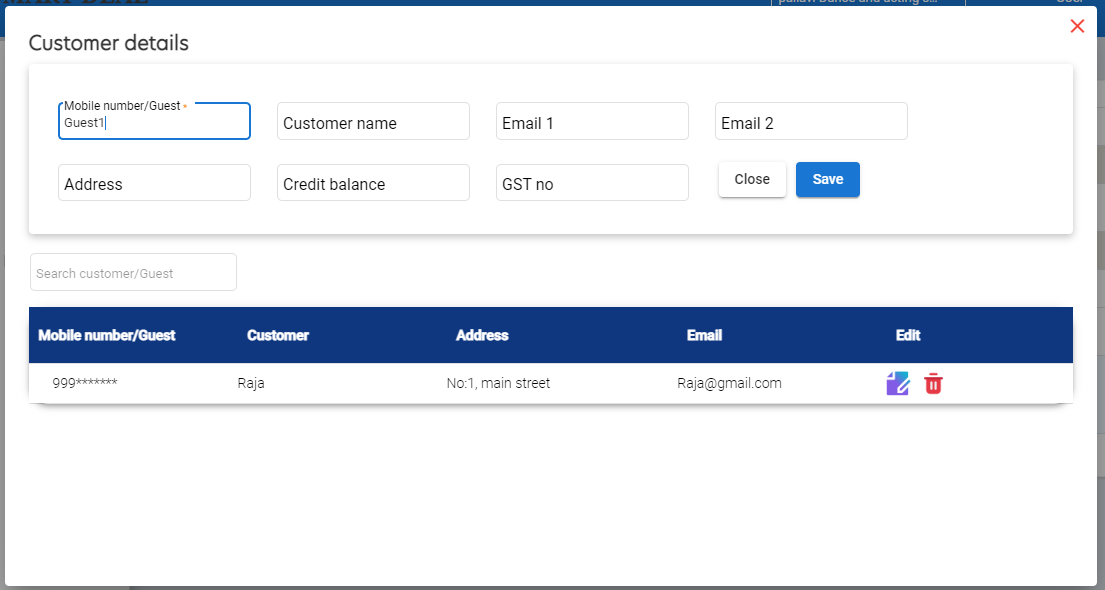 Customer details
Mobile number/Guest *
Guest1
Customer name
Email 1
Email 2
Address
Credit balance
GST no
Close
Save
Search customer/Guest
Mobile number/Guest Customer Address Email Edit
999******* Raja No:1, main street Raja@gmail.com